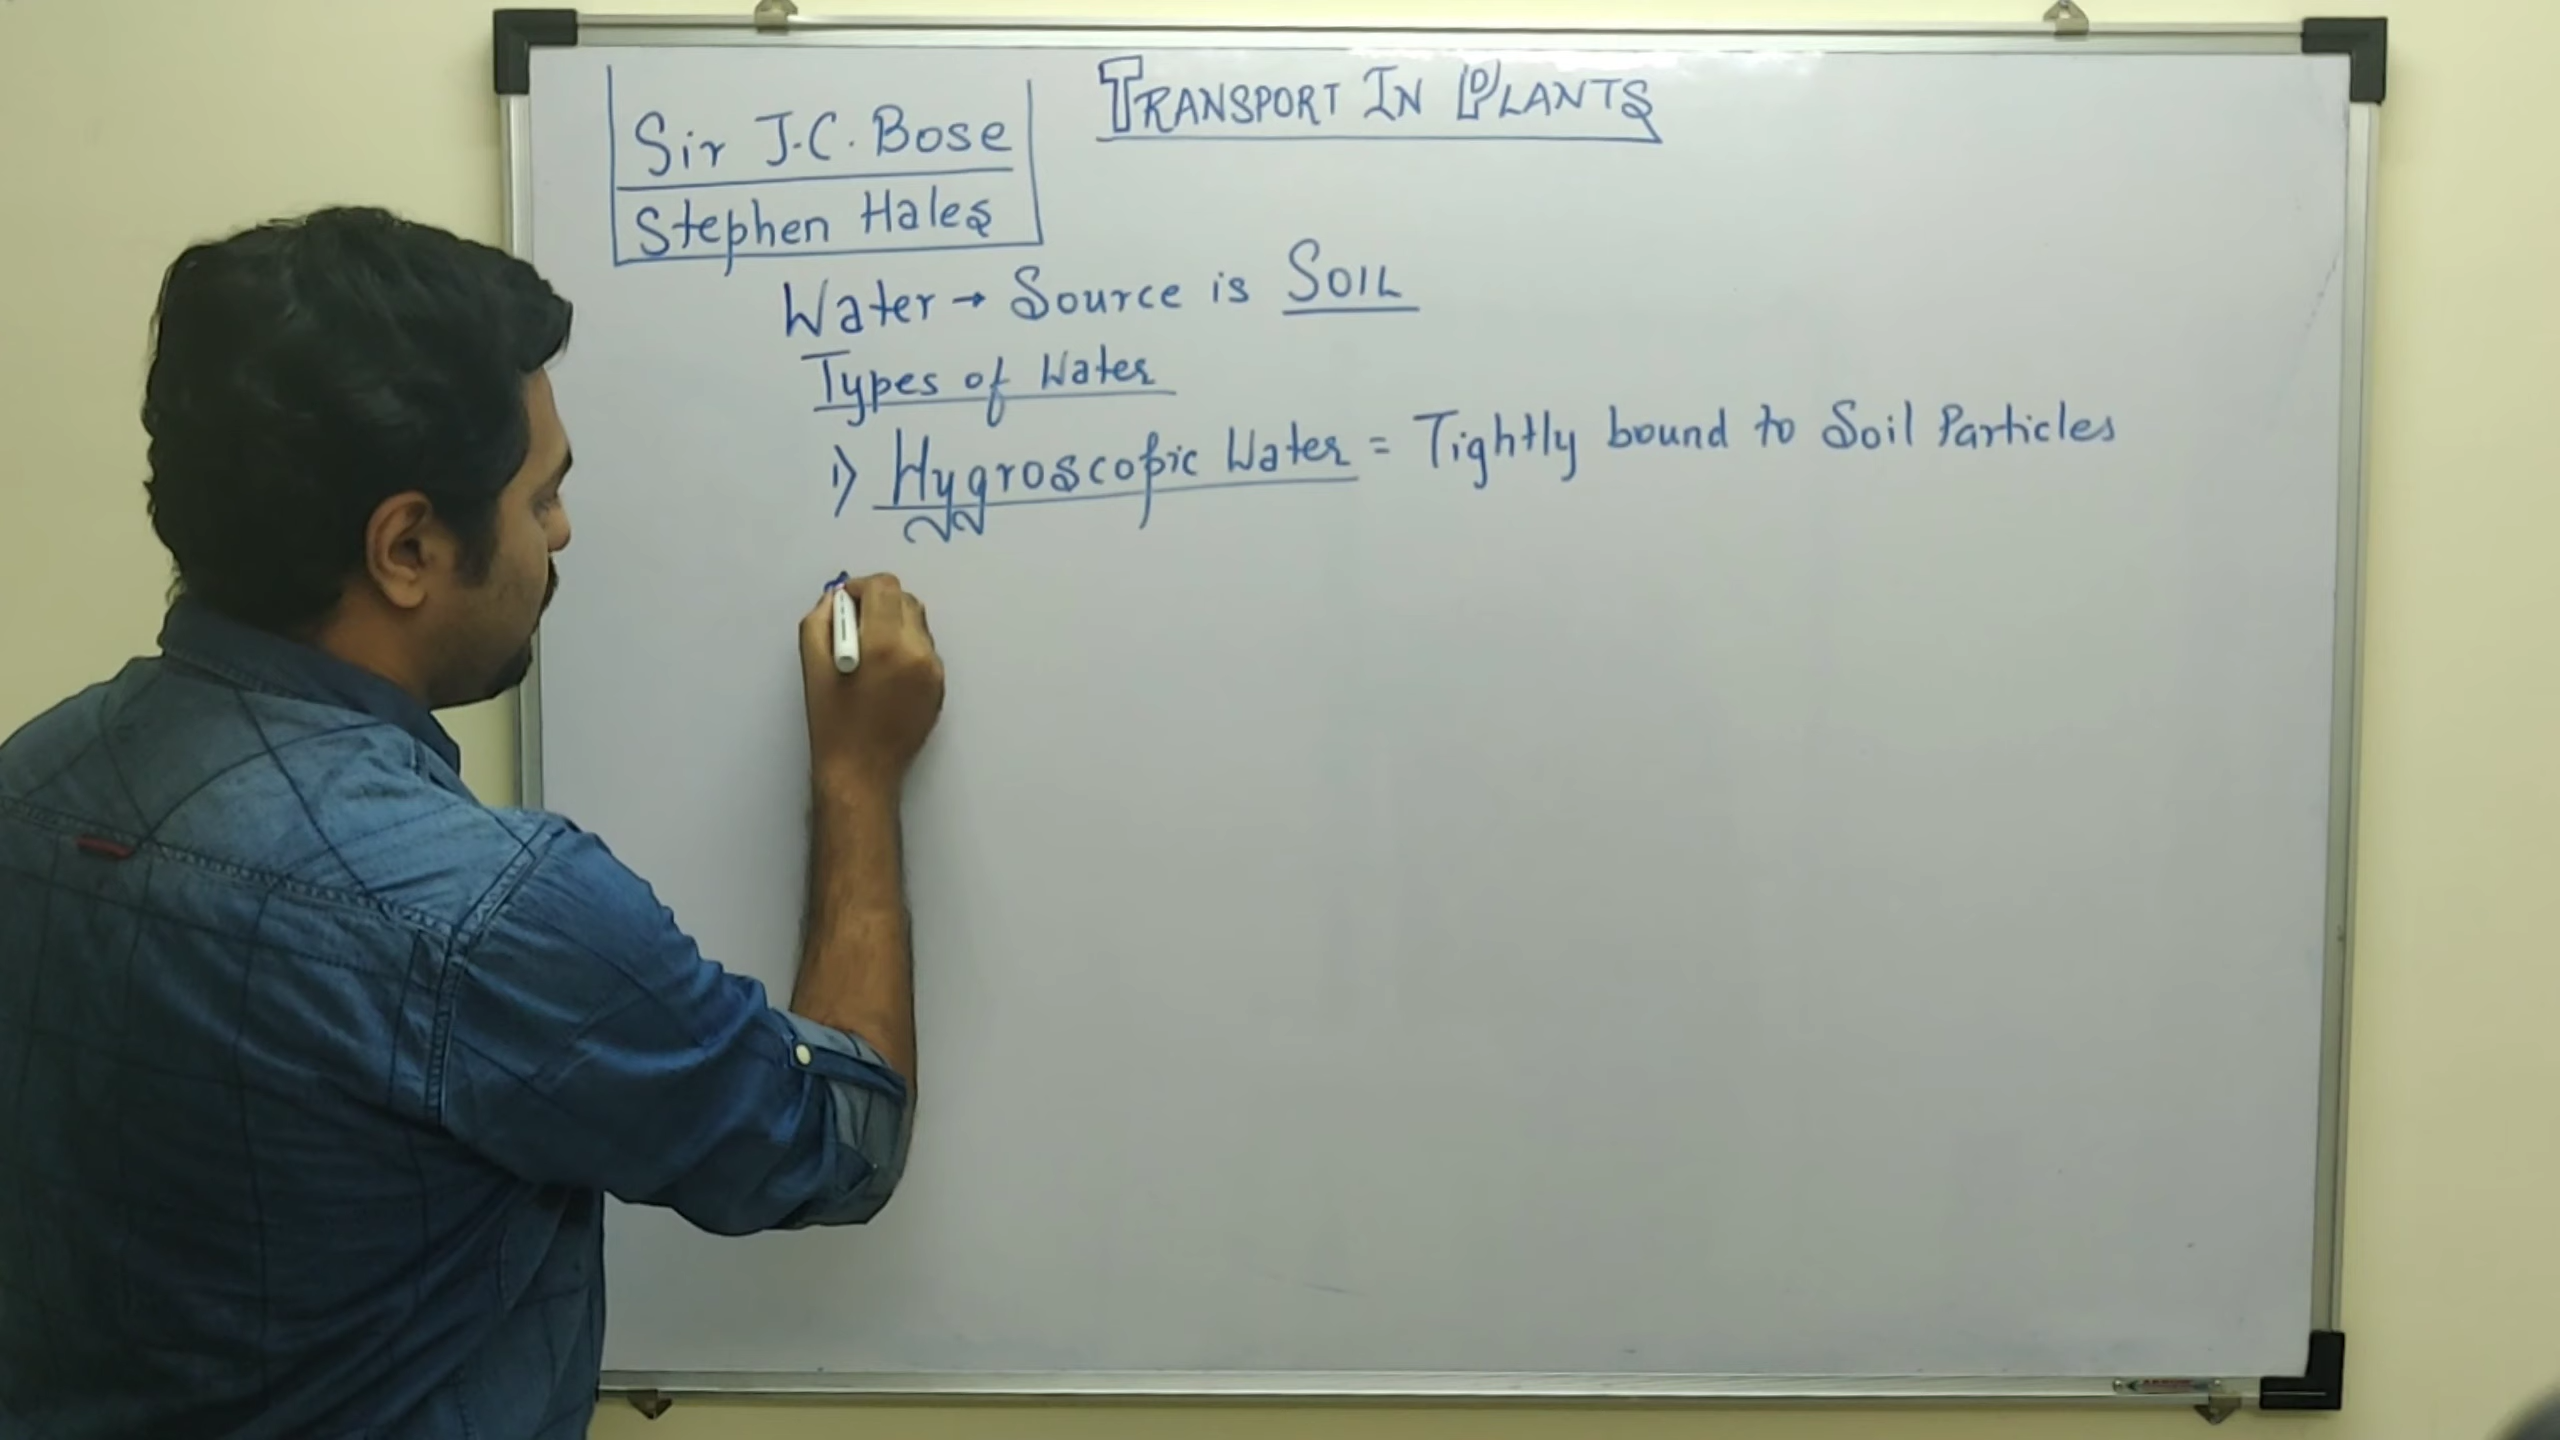 TRANSPORT IN PLANTS
Sir J.C. Bose
Stephen Hales
Water → Source is SOIL
Types of Water
1) Hygroscopic Water = Tightly bound to Soil Particles